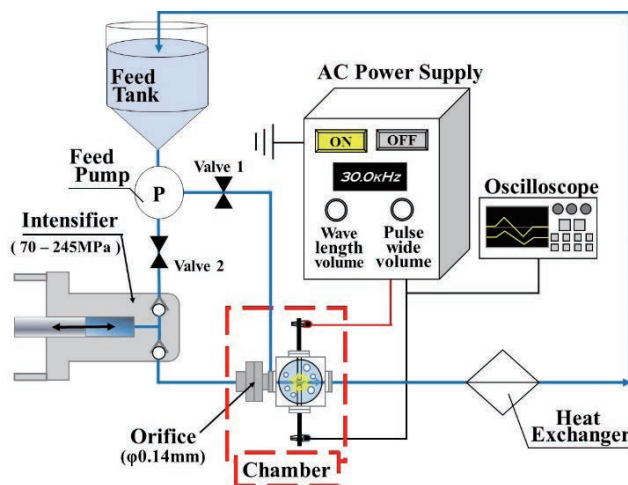 Feed
Tank
AC Power Supply
ON
OFF
30.0kHz
Wave
length
volume
Pulse
wide
volume
Oscilloscope
Feed
Pump
P
Valve 1
Intensifier
( 70 – 245MPa )
Valve 2
Orifice
(φ0.14mm)
Chamber
Heat
Exchanger